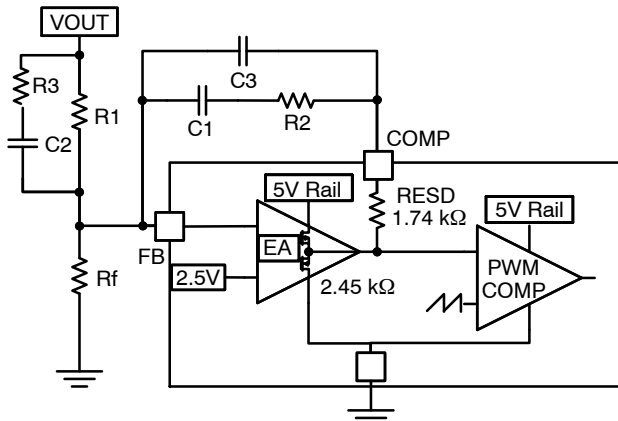 VOUT
R3
R1
C2
C3
C1
R2
COMP
5V Rail
RESD
1.74 kΩ
5V Rail
FB
EA
2.5V
2.45 kΩ
PWM
COMP
Rf